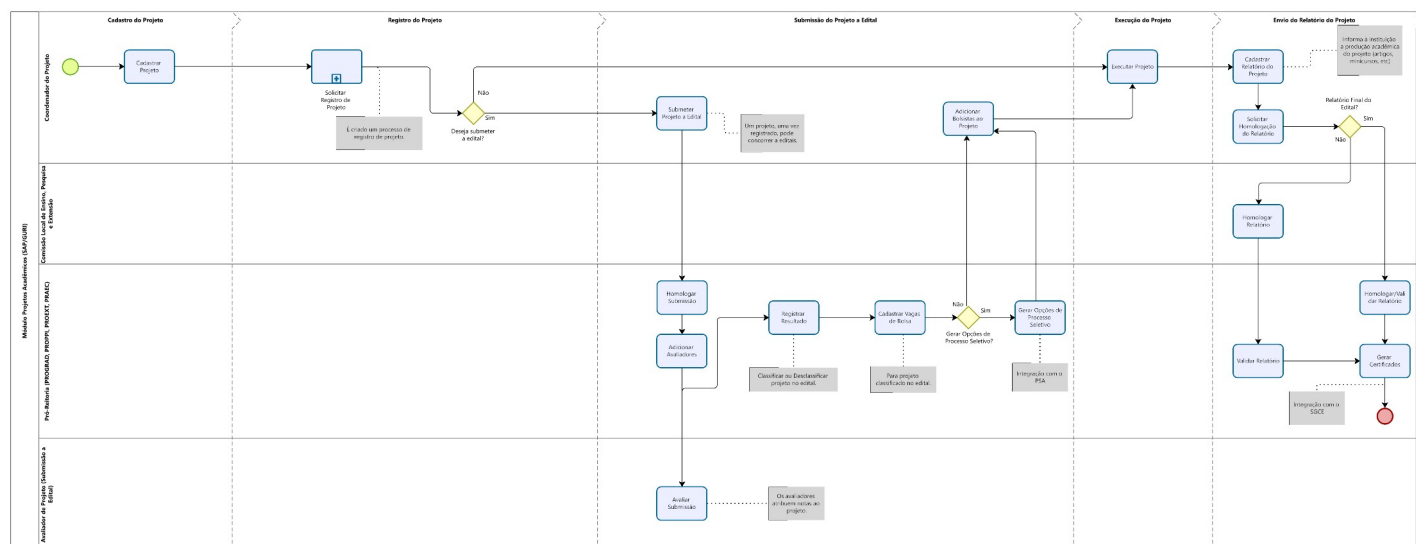 Cadastro do Projeto
Registro do Projeto
Submissão do Projeto a Edital
Execução do Projeto
Envio do Relatório do Projeto
Módulo Projetos Acadêmicos (SAP/GURI)
Coordenador do Projeto
Cadastrar
Projeto
Solicitar
Registro de
Projeto
É criado um processo de
registro de projeto.
Não
Sim
Deseja submeter
a edital?
Submeter
Projeto a Edital
Um projeto, uma vez
registrado, pode
concorrer a editais.
Adicionar
Bolsistas ao
Projeto
Executar Projeto
Cadastrar
Relatório do
Projeto
Informa à instituição
a produção acadêmica
do projeto (artigos,
minicursos, etc)
Solicitar
Homologação
do Relatório
Relatório Final do
Edital?
Sim
Não
Comissão Local de Ensino, Pesquisa
e Extensão
Homologar
Relatório
Pró-Reitoria (PROGRAD, PROPPI, PROEXT, PRAEC)
Homologar
Submissão
Adicionar
Avaliadores
Registrar
Resultado
Classificar ou Desclassificar
projeto no edital.
Cadastrar Vagas
de Bolsa
Para projeto
classificado no edital.
Não
Sim
Gerar Opções de
Processo Seletivo?
Gerar Opções de
Processo
Seletivo
Integração com o
PSA
Homologar/Vali
dar Relatório
Validar Relatório
Gerar
Certificados
Integração com o
SGCE
Avaliador de Projeto (Submissão a
Edital)
Avaliar
Submissão
Os avaliadores
atribuem notas ao
projeto.